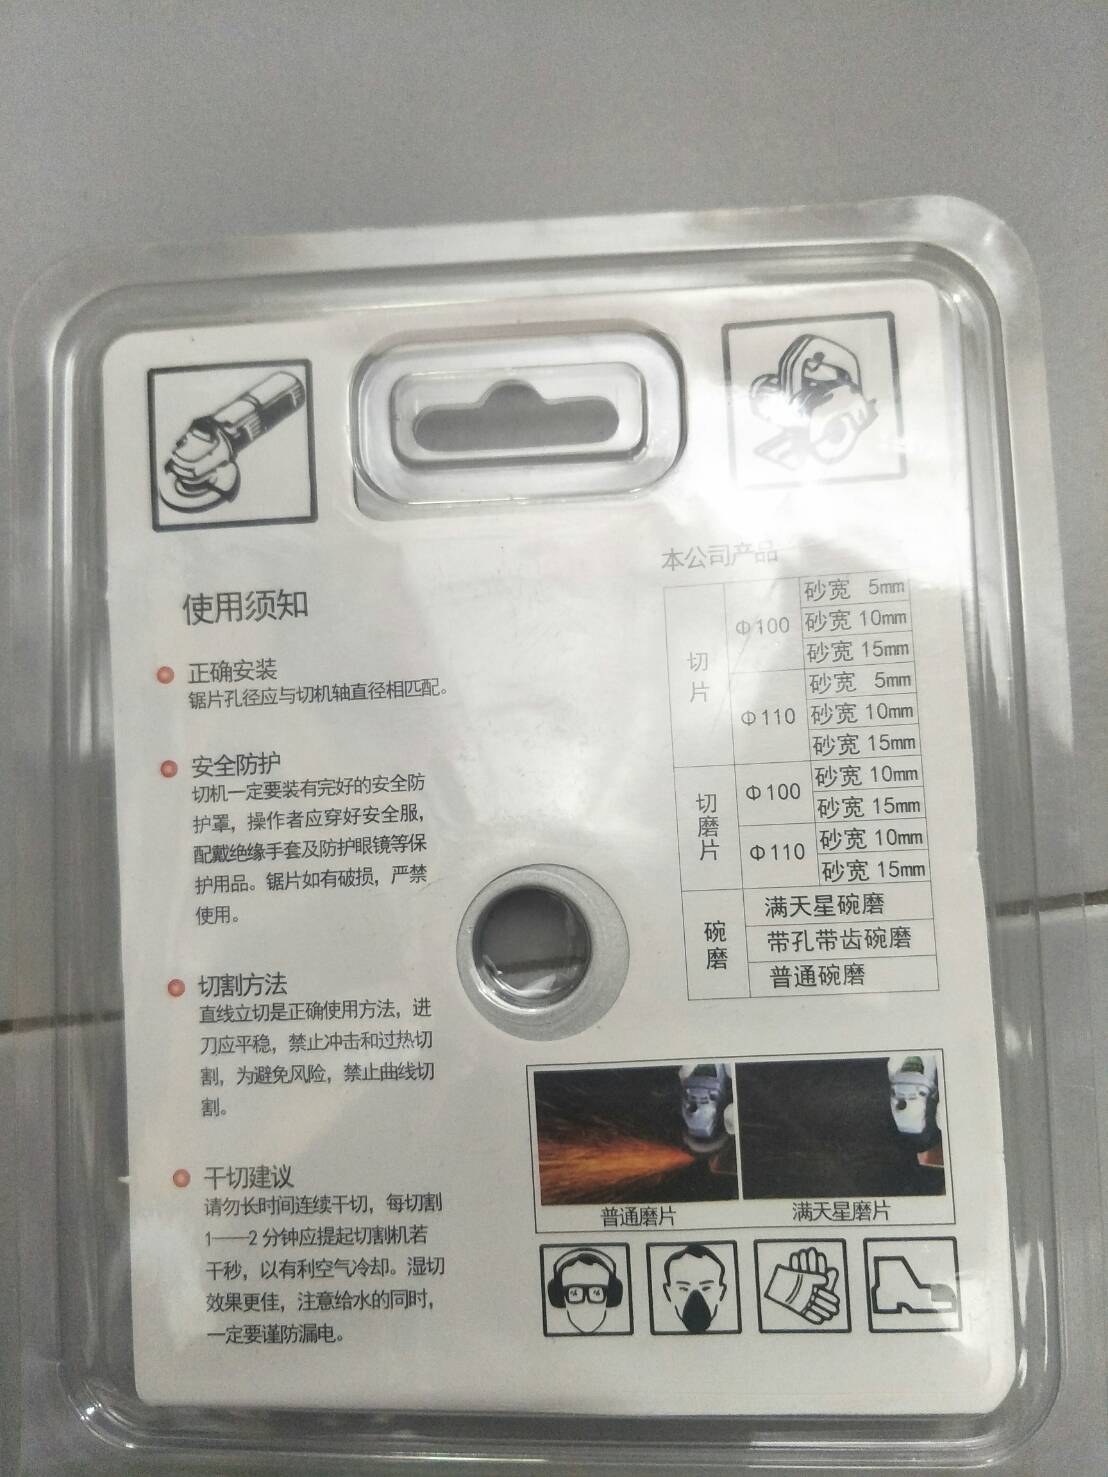 使用须知
正确安装
锯片孔径应与切机轴直径相匹配。
安全防护
切机一定要装有完好的安全防
护罩，操作者应穿好安全服，
配戴绝缘手套及防护眼镜等保
护用品。锯片如有破损，严禁
使用。
切割方法
直线立切是正确使用方法，进
刀应平稳，禁止冲击和过热切
割，为避免风险，禁止曲线切
割。
干切建议
请勿长时间连续干切，每切割
1——2 分钟应提起切割机若
干秒，以有利空气冷却。湿切
效果更佳，注意给水的同时，
一定要谨防漏电。
本公司产品
切片
Φ100
砂宽 5mm
砂宽 10mm
砂宽 15mm
Φ110
砂宽 5mm
砂宽 10mm
砂宽 15mm
切磨片
Φ100
砂宽 10mm
砂宽 15mm
Φ110
砂宽 10mm
砂宽 15mm
碗磨
满天星碗磨
带孔带齿碗磨
普通碗磨
普通磨片
满天星磨片